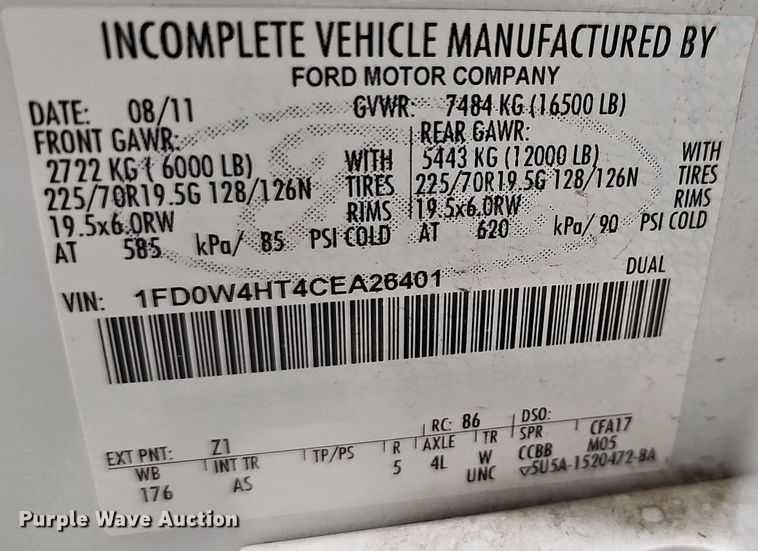 INCOMPLETE VEHICLE MANUFACTURED BY
FORD MOTOR COMPANY
DATE: 08/11 GVWR: 7484 KG (16500 LB)
FRONT GAWR: REAR GAWR:
2722 KG ( 6000 LB) WITH 5443 KG (12000 LB) WITH
225/70R19.5G 128/126N TIRES 225/70R19.5G 128/126N TIRES
19.5x6.0RW RIMS 19.5x6.0RW RIMS
AT 585 kPa/ 85 PSI COLD AT 620 kPa/ 90 PSI COLD
DUAL
VIN: 1FD0W4HT4CEA26401
EXT PNT: Z1 RC: 86 DSO:
WB INT TR TP/PS R AXLE TR SPR CFA17
176 AS 5 4L W CCBB M05
UNC 5U5A-1520472-BA
Purple Wave Auction